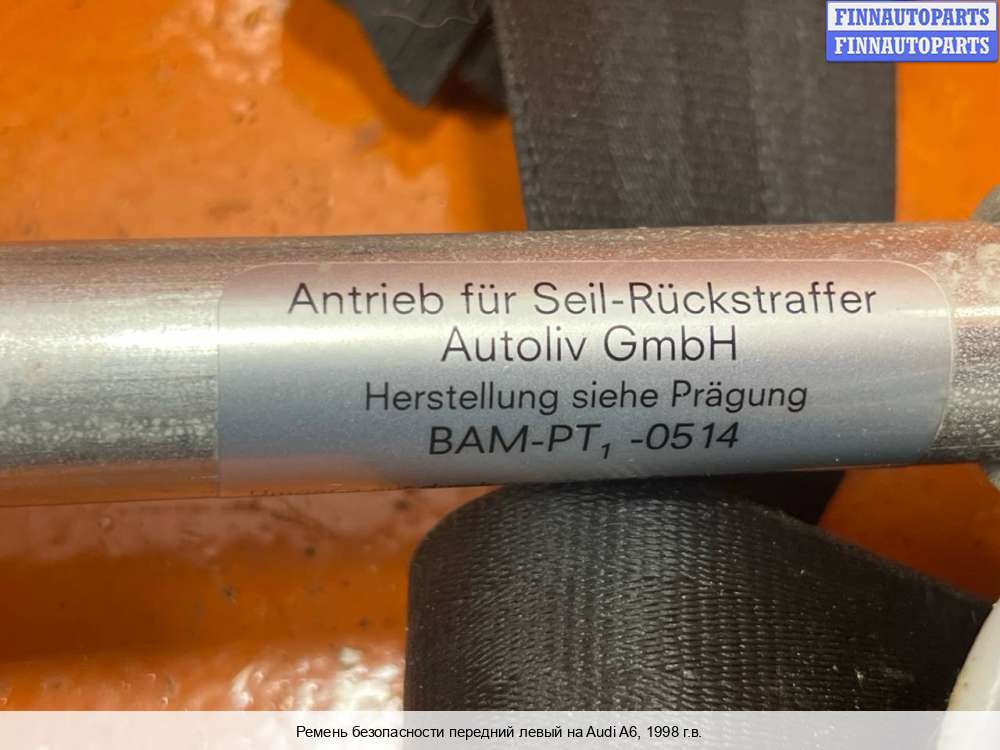 FINNAUTOPARTS
FINNAUTOPARTS
Antrieb für Seil-Rückstraffer
Autoliv GmbH
Herstellung siehe Prägung
BAM-PT₁ -0514
Ремень безопасности передний левый на Audi A6, 1998 г.в.